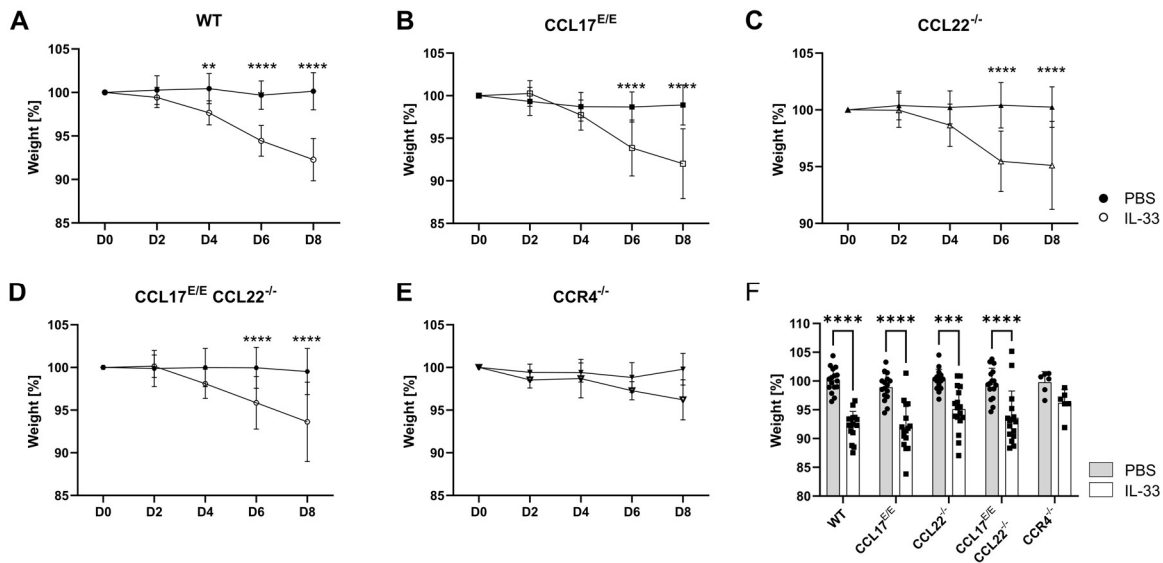 A
WT
Weight [%]
105
100
95
90
85
** **** ****
D0 D2 D4 D6 D8
B
CCL17E/E
Weight [%]
105
100
95
90
85
**** ****
D0 D2 D4 D6 D8
C
CCL22-/-
Weight [%]
105
100
95
90
**** ****
D0 D2 D4 D6 D8
PBS
IL-33
D
CCL17E/E CCL22-/-
Weight [%]
105
100
95
90
85
**** ****
D0 D2 D4 D6 D8
E
CCR4-/-
Weight [%]
105
100
95
90
85
D0 D2 D4 D6 D8
F
Weight [%]
110
105
100
95
90
85
80
**** **** *** ****
WT
CCL17E/E
CCL22-/-
CCL17E/E
CCL22-/-
CCR4-/-
PBS
IL-33